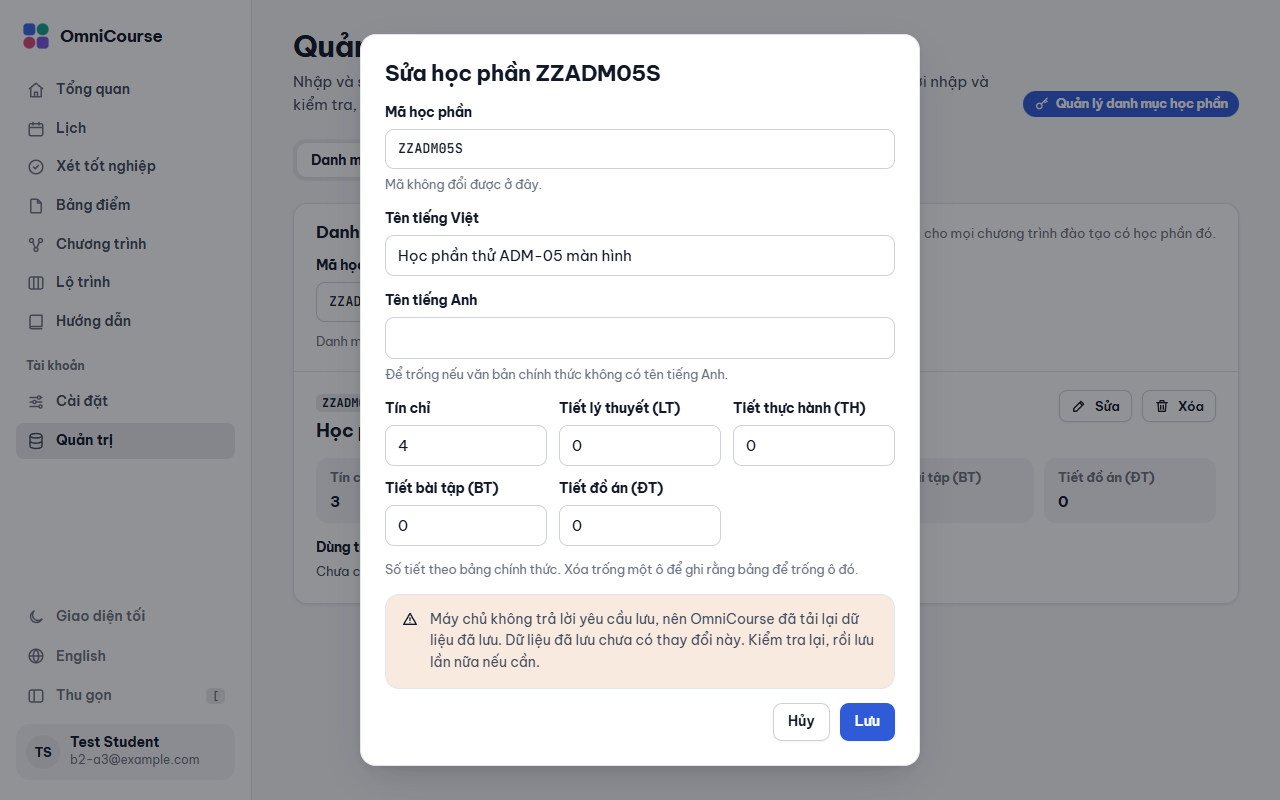 OmniCourse
Tổng quan
Lịch
Xét tốt nghiệp
Bảng điểm
Chương trình
Lộ trình
Hướng dẫn
Tài khoản
Cài đặt
Quản trị
Giao diện tối
English
Thu gọn
[
TS
Test Student
b2-a3@example.com
Nhập và
nhập và
kiểm tra,
Quản lý danh mục học phần
Danh
Danh
cho mọi chương trình đào tạo có học phần đó.
Mã
Danh
Sửa
Xóa
Tín
3
tập (BT)
Tiết đồ án (ĐT)
0
Dùng
Chưa
Sửa học phần ZZADM05S
Mã học phần
ZZADM05S
Mã không đổi được ở đây.
Tên tiếng Việt
Học phần thử ADM-05 màn hình
Tên tiếng Anh
Để trống nếu văn bản chính thức không có tên tiếng Anh.
Tín chỉ
Tiết lý thuyết (LT)
Tiết thực hành (TH)
4
0
0
Tiết bài tập (BT)
Tiết đồ án (ĐT)
0
0
Số tiết theo bảng chính thức. Xóa trống một ô để ghi rằng bảng để trống ô đó.
Máy chủ không trả lời yêu cầu lưu, nên OmniCourse đã tải lại dữ
liệu đã lưu. Dữ liệu đã lưu chưa có thay đổi này. Kiểm tra lại, rồi lưu
lần nữa nếu cần.
Hủy
Lưu